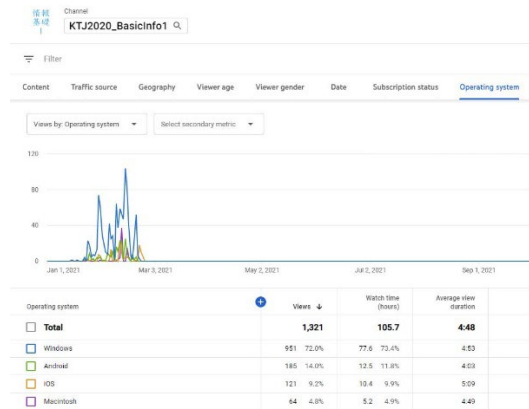 情報
基礎
I
Channel
KTJ2020_BasicInfo1
Filter
Content Traffic source Geography Viewer age Viewer gender Date Subscription status Operating system
Views by: Operating system Select secondary metric
120
80
40
0
Jan 1, 2021 Mar 3, 2021 May 2, 2021 Jul 2, 2021 Sep 1, 2021
Operating system Views Watch time (hours) Average view duration
Total 1,321 105.7 4:48
Windows 951 72.0% 77.6 73.4% 4:53
Android 185 14.0% 12.5 11.8% 4:03
iOS 121 9.2% 10.4 9.9% 5:09
Macintosh 64 4.8% 5.2 4.9% 4:49